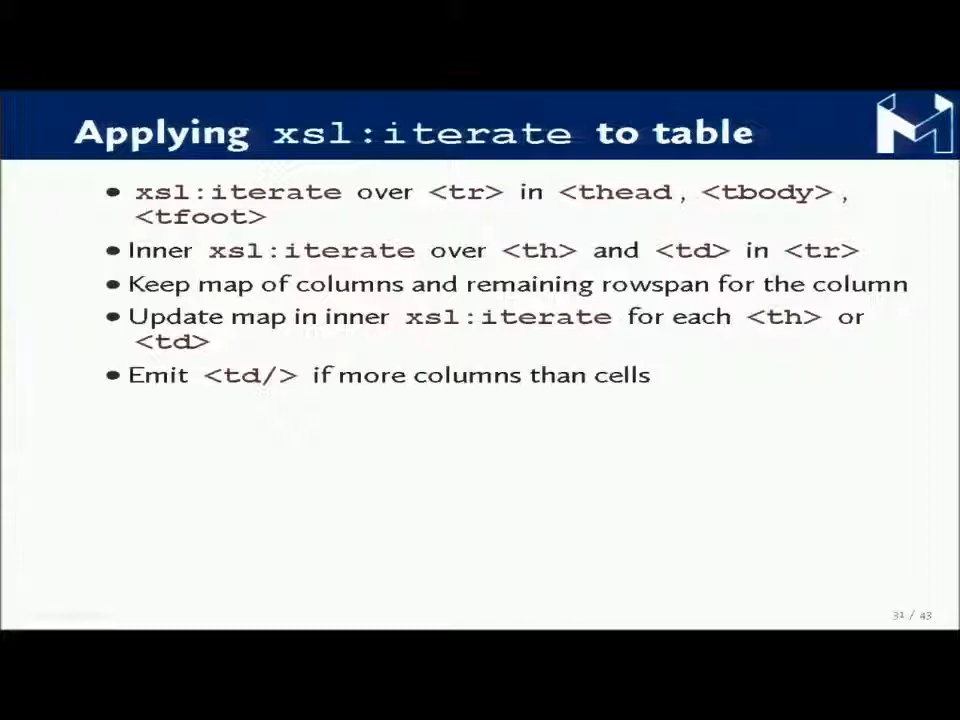 Applying xsl:iterate to table
• xsl:iterate over <tr> in <thead, <tbody>,
<tfoot>
• Inner xsl:iterate over <th> and <td> in <tr>
• Keep map of columns and remaining rowspan for the column
• Update map in inner xsl:iterate for each <th> or
<td>
• Emit <td/> if more columns than cells
31 / 43